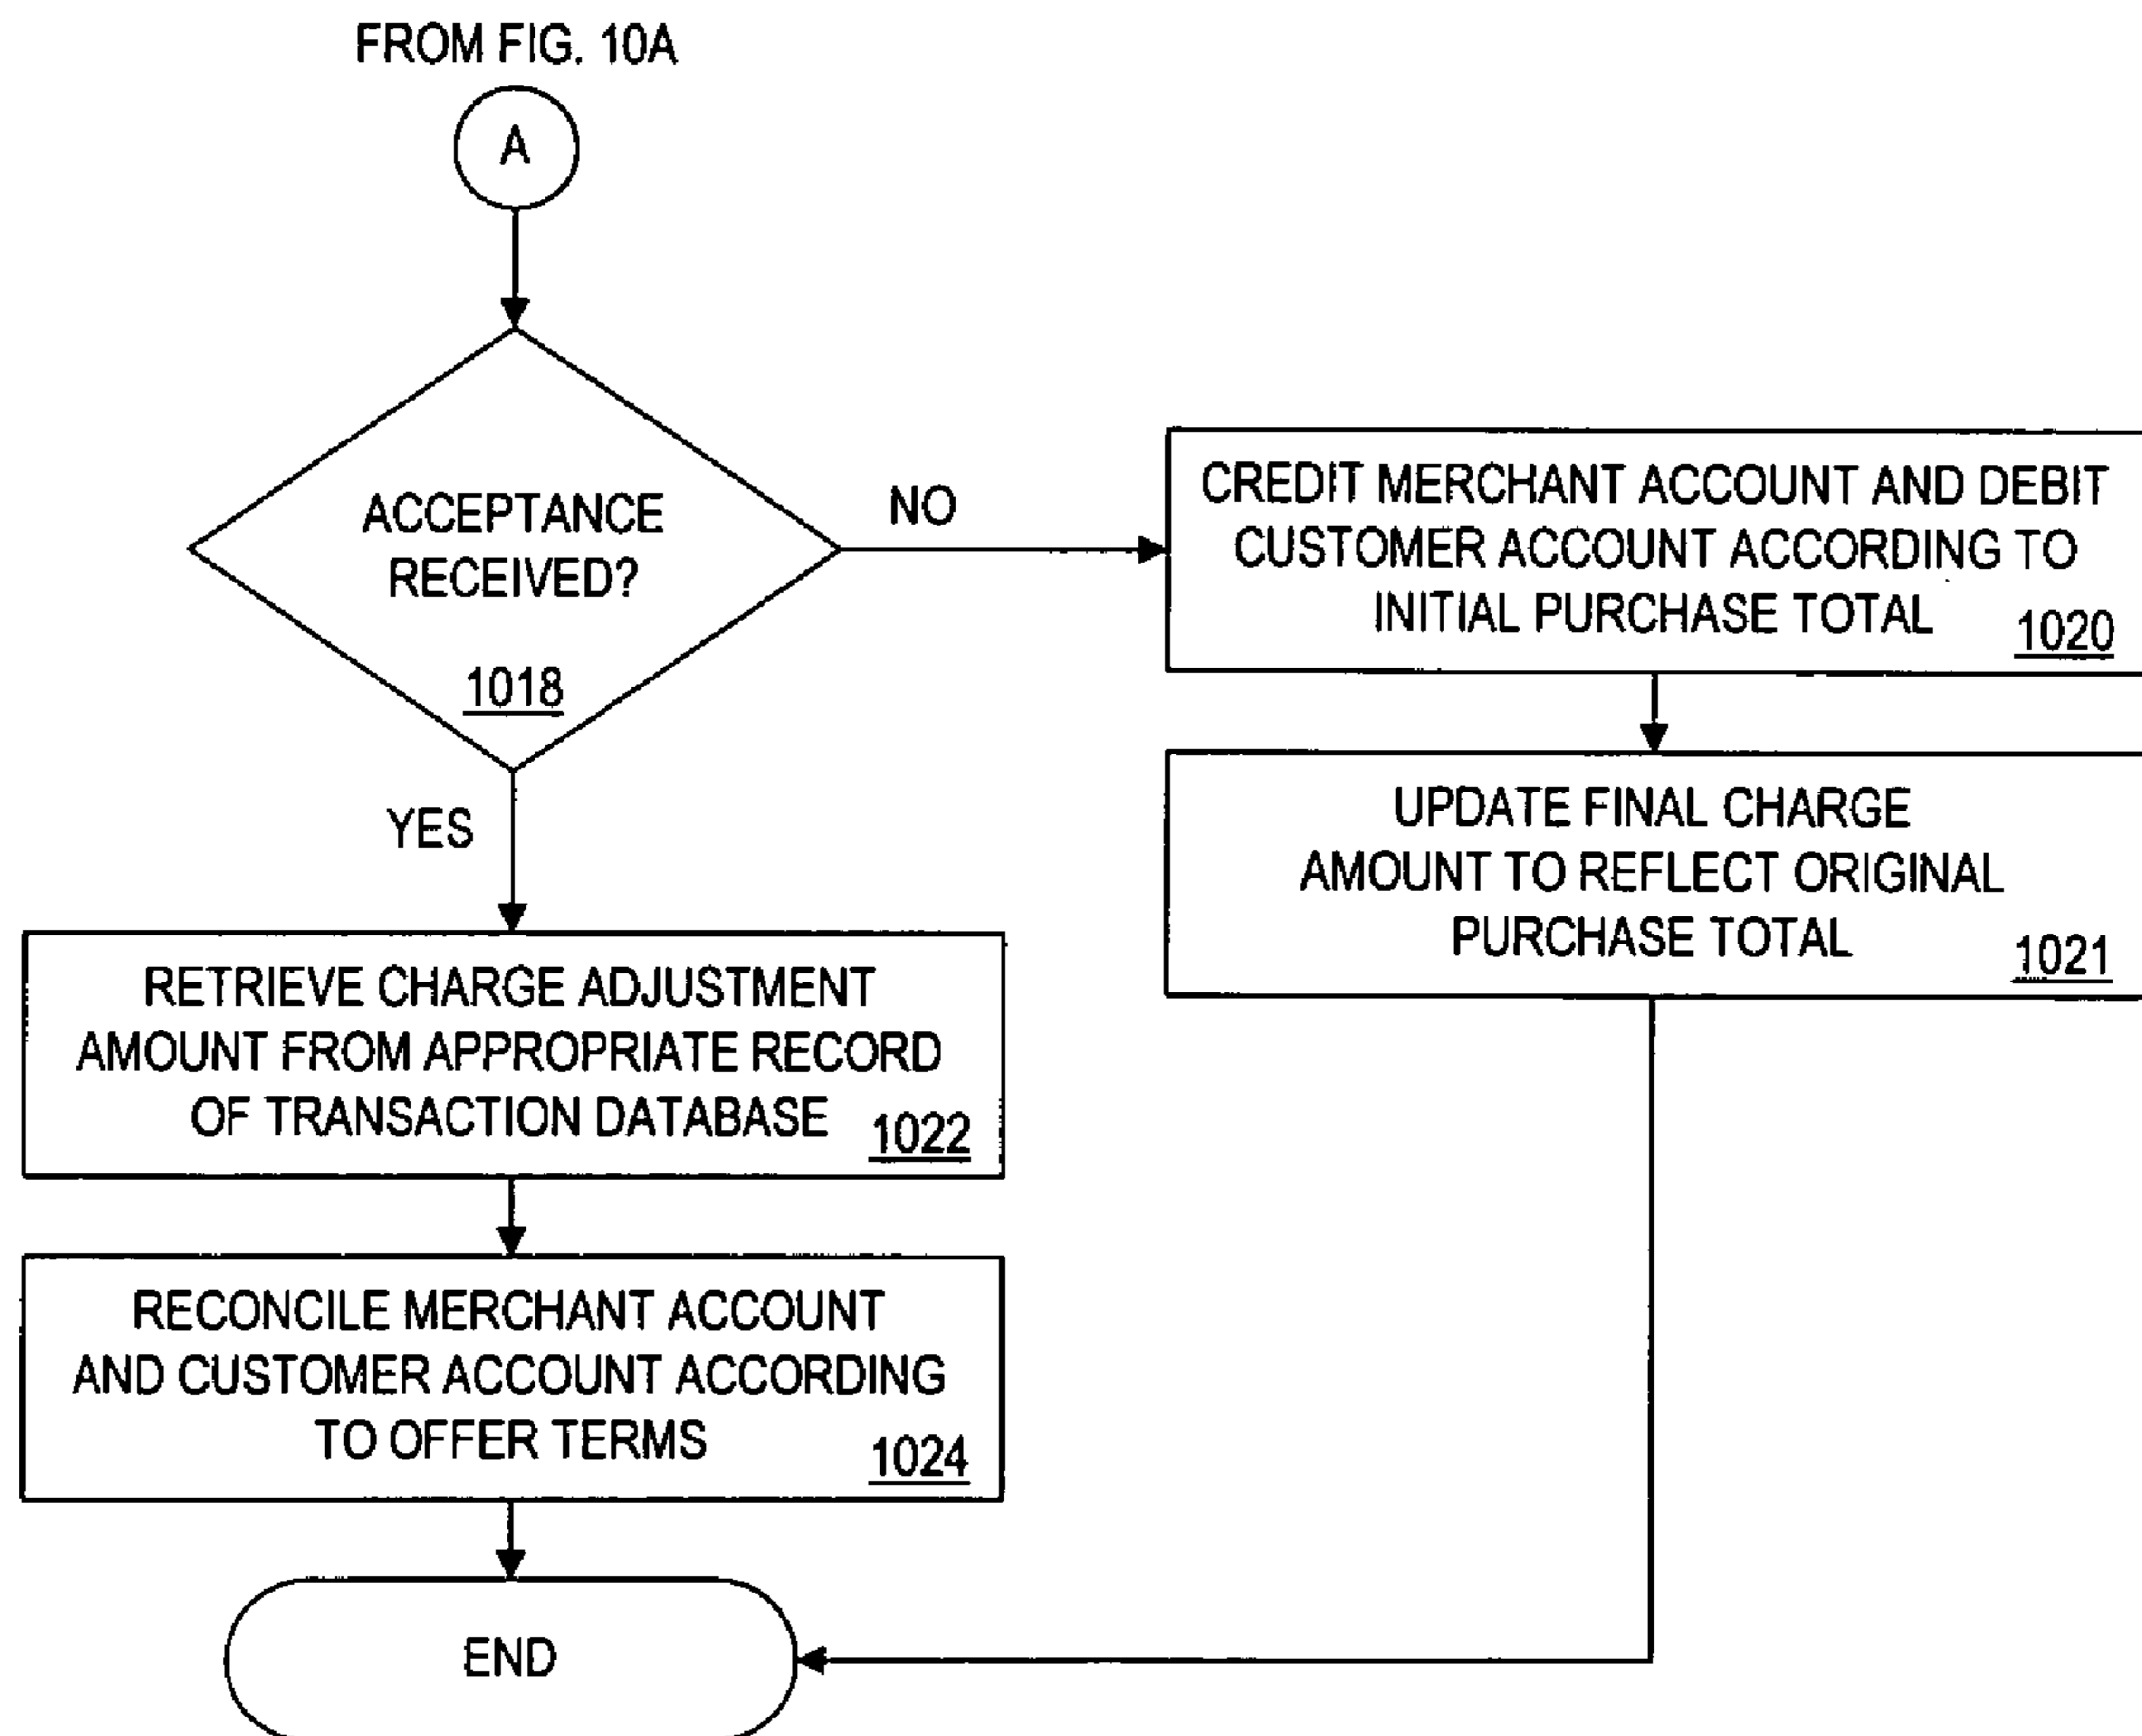 FROM FIG. 10A
A
ACCEPTANCE
RECEIVED?
1018
NO
CREDIT MERCHANT ACCOUNT AND DEBIT
CUSTOMER ACCOUNT ACCORDING TO
INITIAL PURCHASE TOTAL 1020
UPDATE FINAL CHARGE
AMOUNT TO REFLECT ORIGINAL
PURCHASE TOTAL 1021
YES
RETRIEVE CHARGE ADJUSTMENT
AMOUNT FROM APPROPRIATE RECORD
OF TRANSACTION DATABASE 1022
RECONCILE MERCHANT ACCOUNT
AND CUSTOMER ACCOUNT ACCORDING
TO OFFER TERMS 1024
END